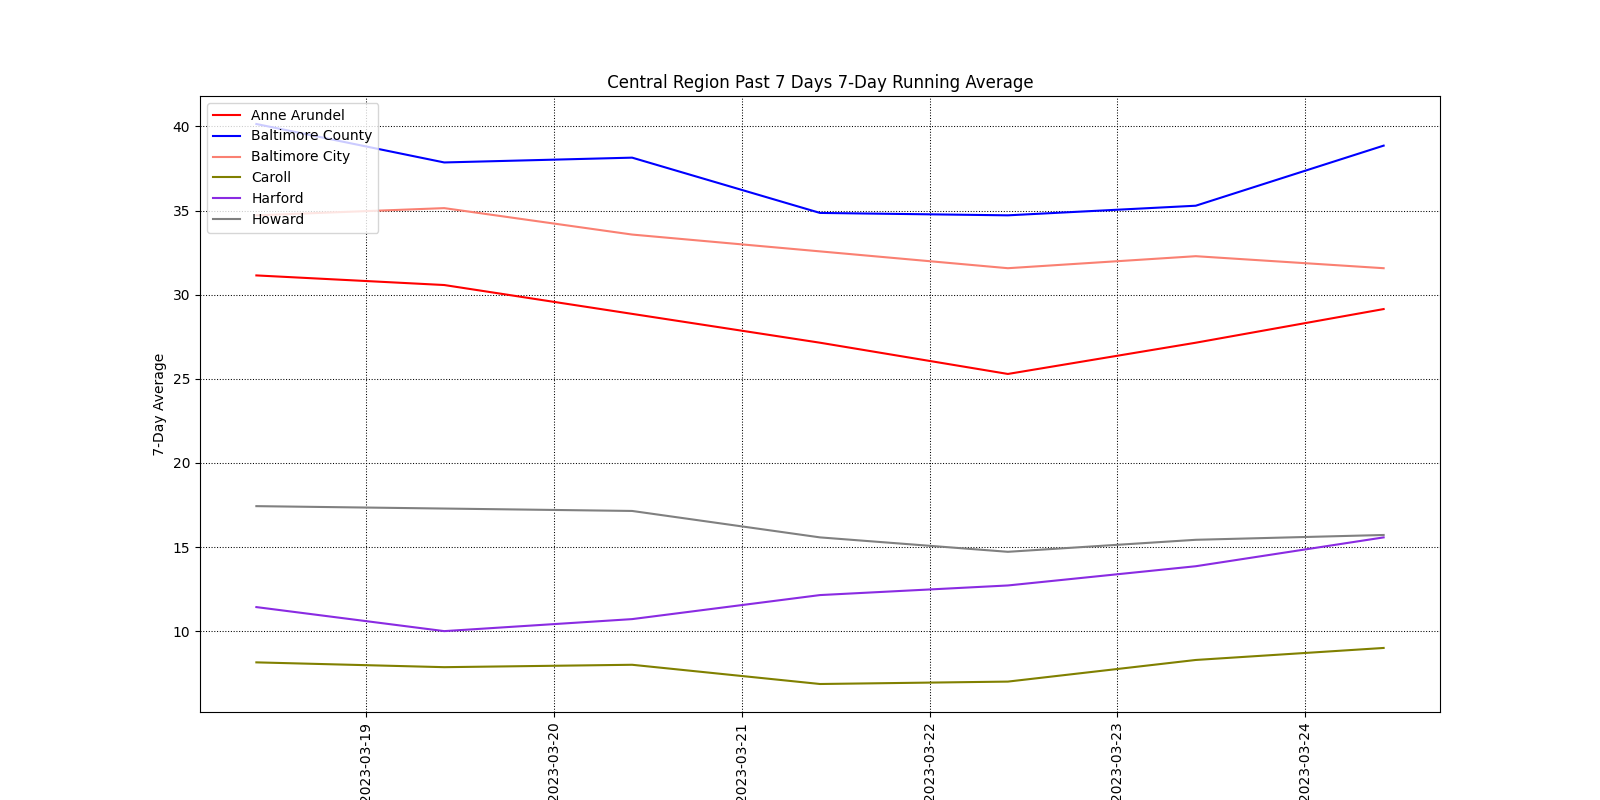 Central Region Past 7 Days 7-Day Running Average
Anne Arundel
Baltimore County
Baltimore City
Caroll
Harford
Howard
7-Day Average
40
35
30
25
20
15
10
2023-03-19
2023-03-20
2023-03-21
2023-03-22
2023-03-23
2023-03-24